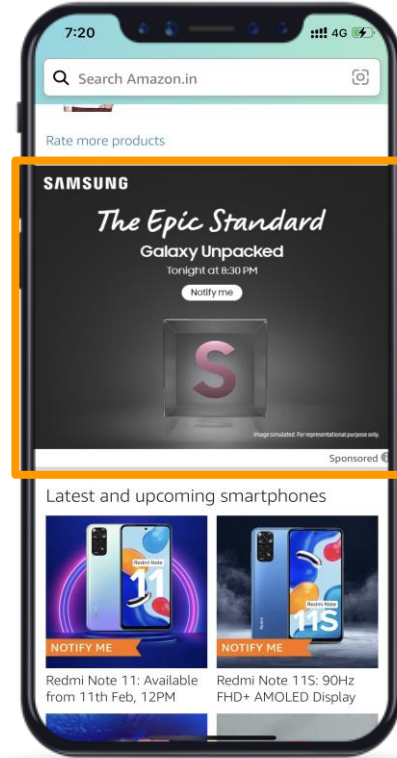 7:20
4G
Search Amazon.in
Rate more products
SAMSUNG
The Epic Standard
Galaxy Unpacked
Tonight at 8:30 PM
Notify me
S
Image simulated. For representational purpose only.
Sponsored
Latest and upcoming smartphones
Redmi Note
11
NOTIFY ME
Redmi Note 11: Available
from 11th Feb, 12PM
Redmi Note
11S
NOTIFY ME
Redmi Note 11S: 90Hz
FHD+ AMOLED Display